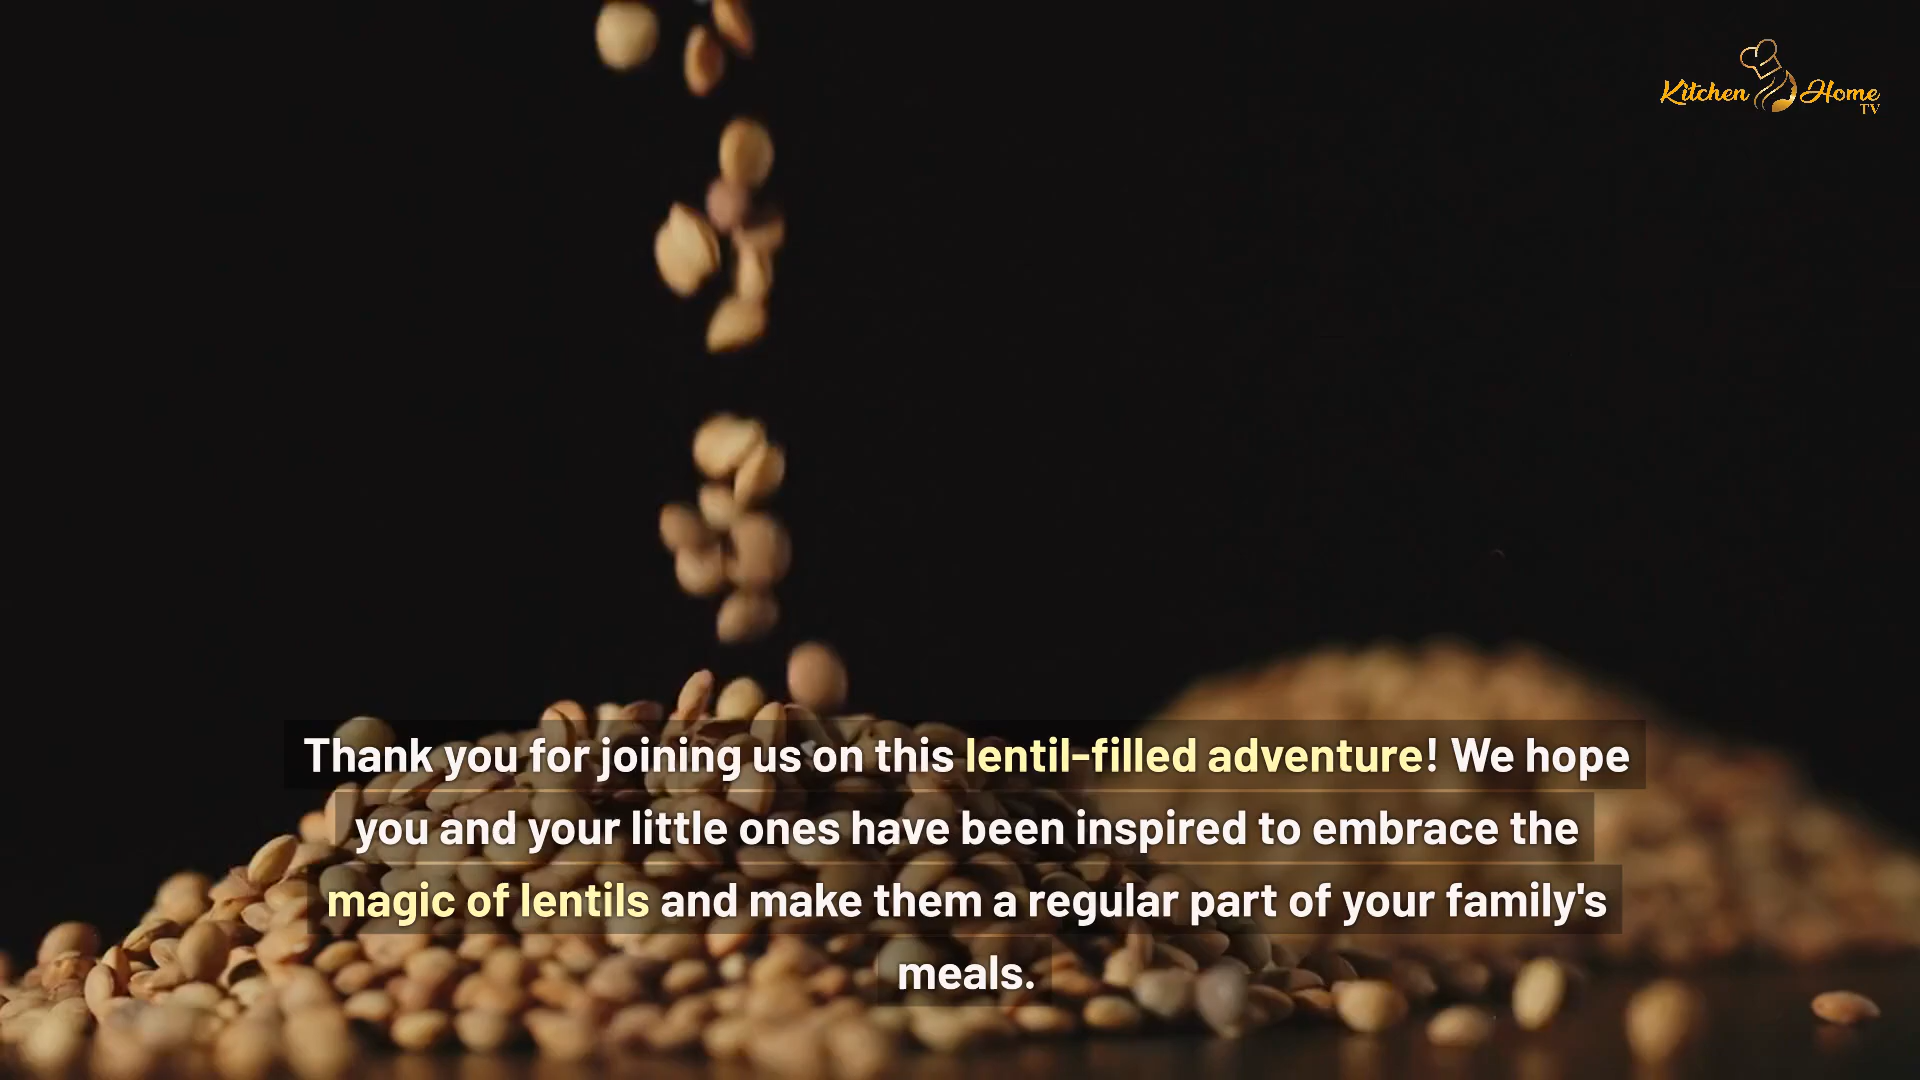 Kitchen Home
TV
Thank you for joining us on this lentil-filled adventure! We hope
you and your little ones have been inspired to embrace the
magic of lentils and make them a regular part of your family's
meals.